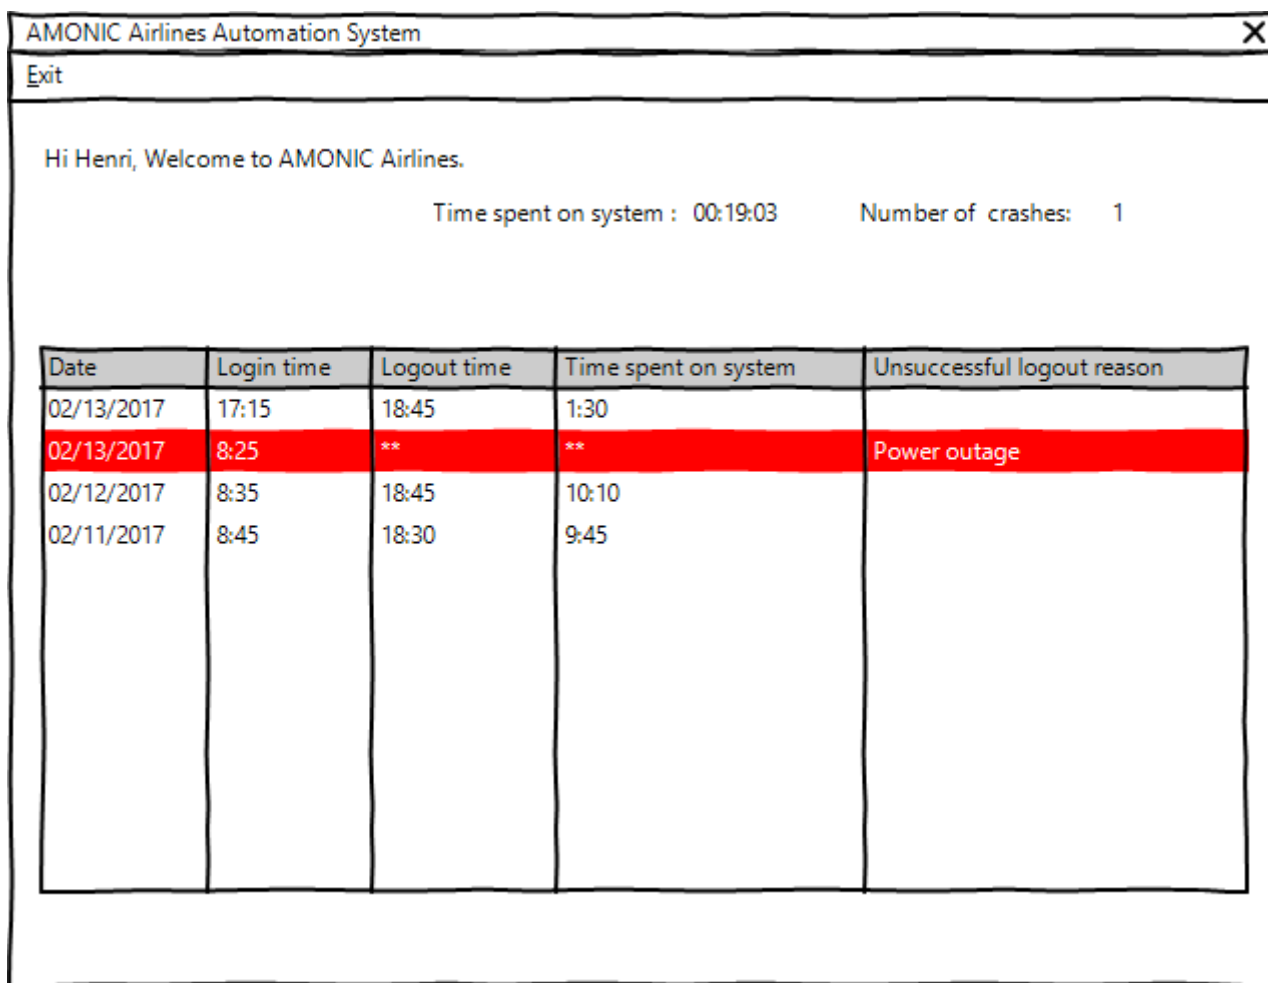 AMONIC Airlines Automation System
Exit
Hi Henri, Welcome to AMONIC Airlines.
Time spent on system : 00:19:03 Number of crashes: 1
Date Login time Logout time Time spent on system Unsuccessful logout reason
02/13/2017 17:15 18:45 1:30
02/13/2017 8:25 ** ** Power outage
02/12/2017 8:35 18:45 10:10
02/11/2017 8:45 18:30 9:45